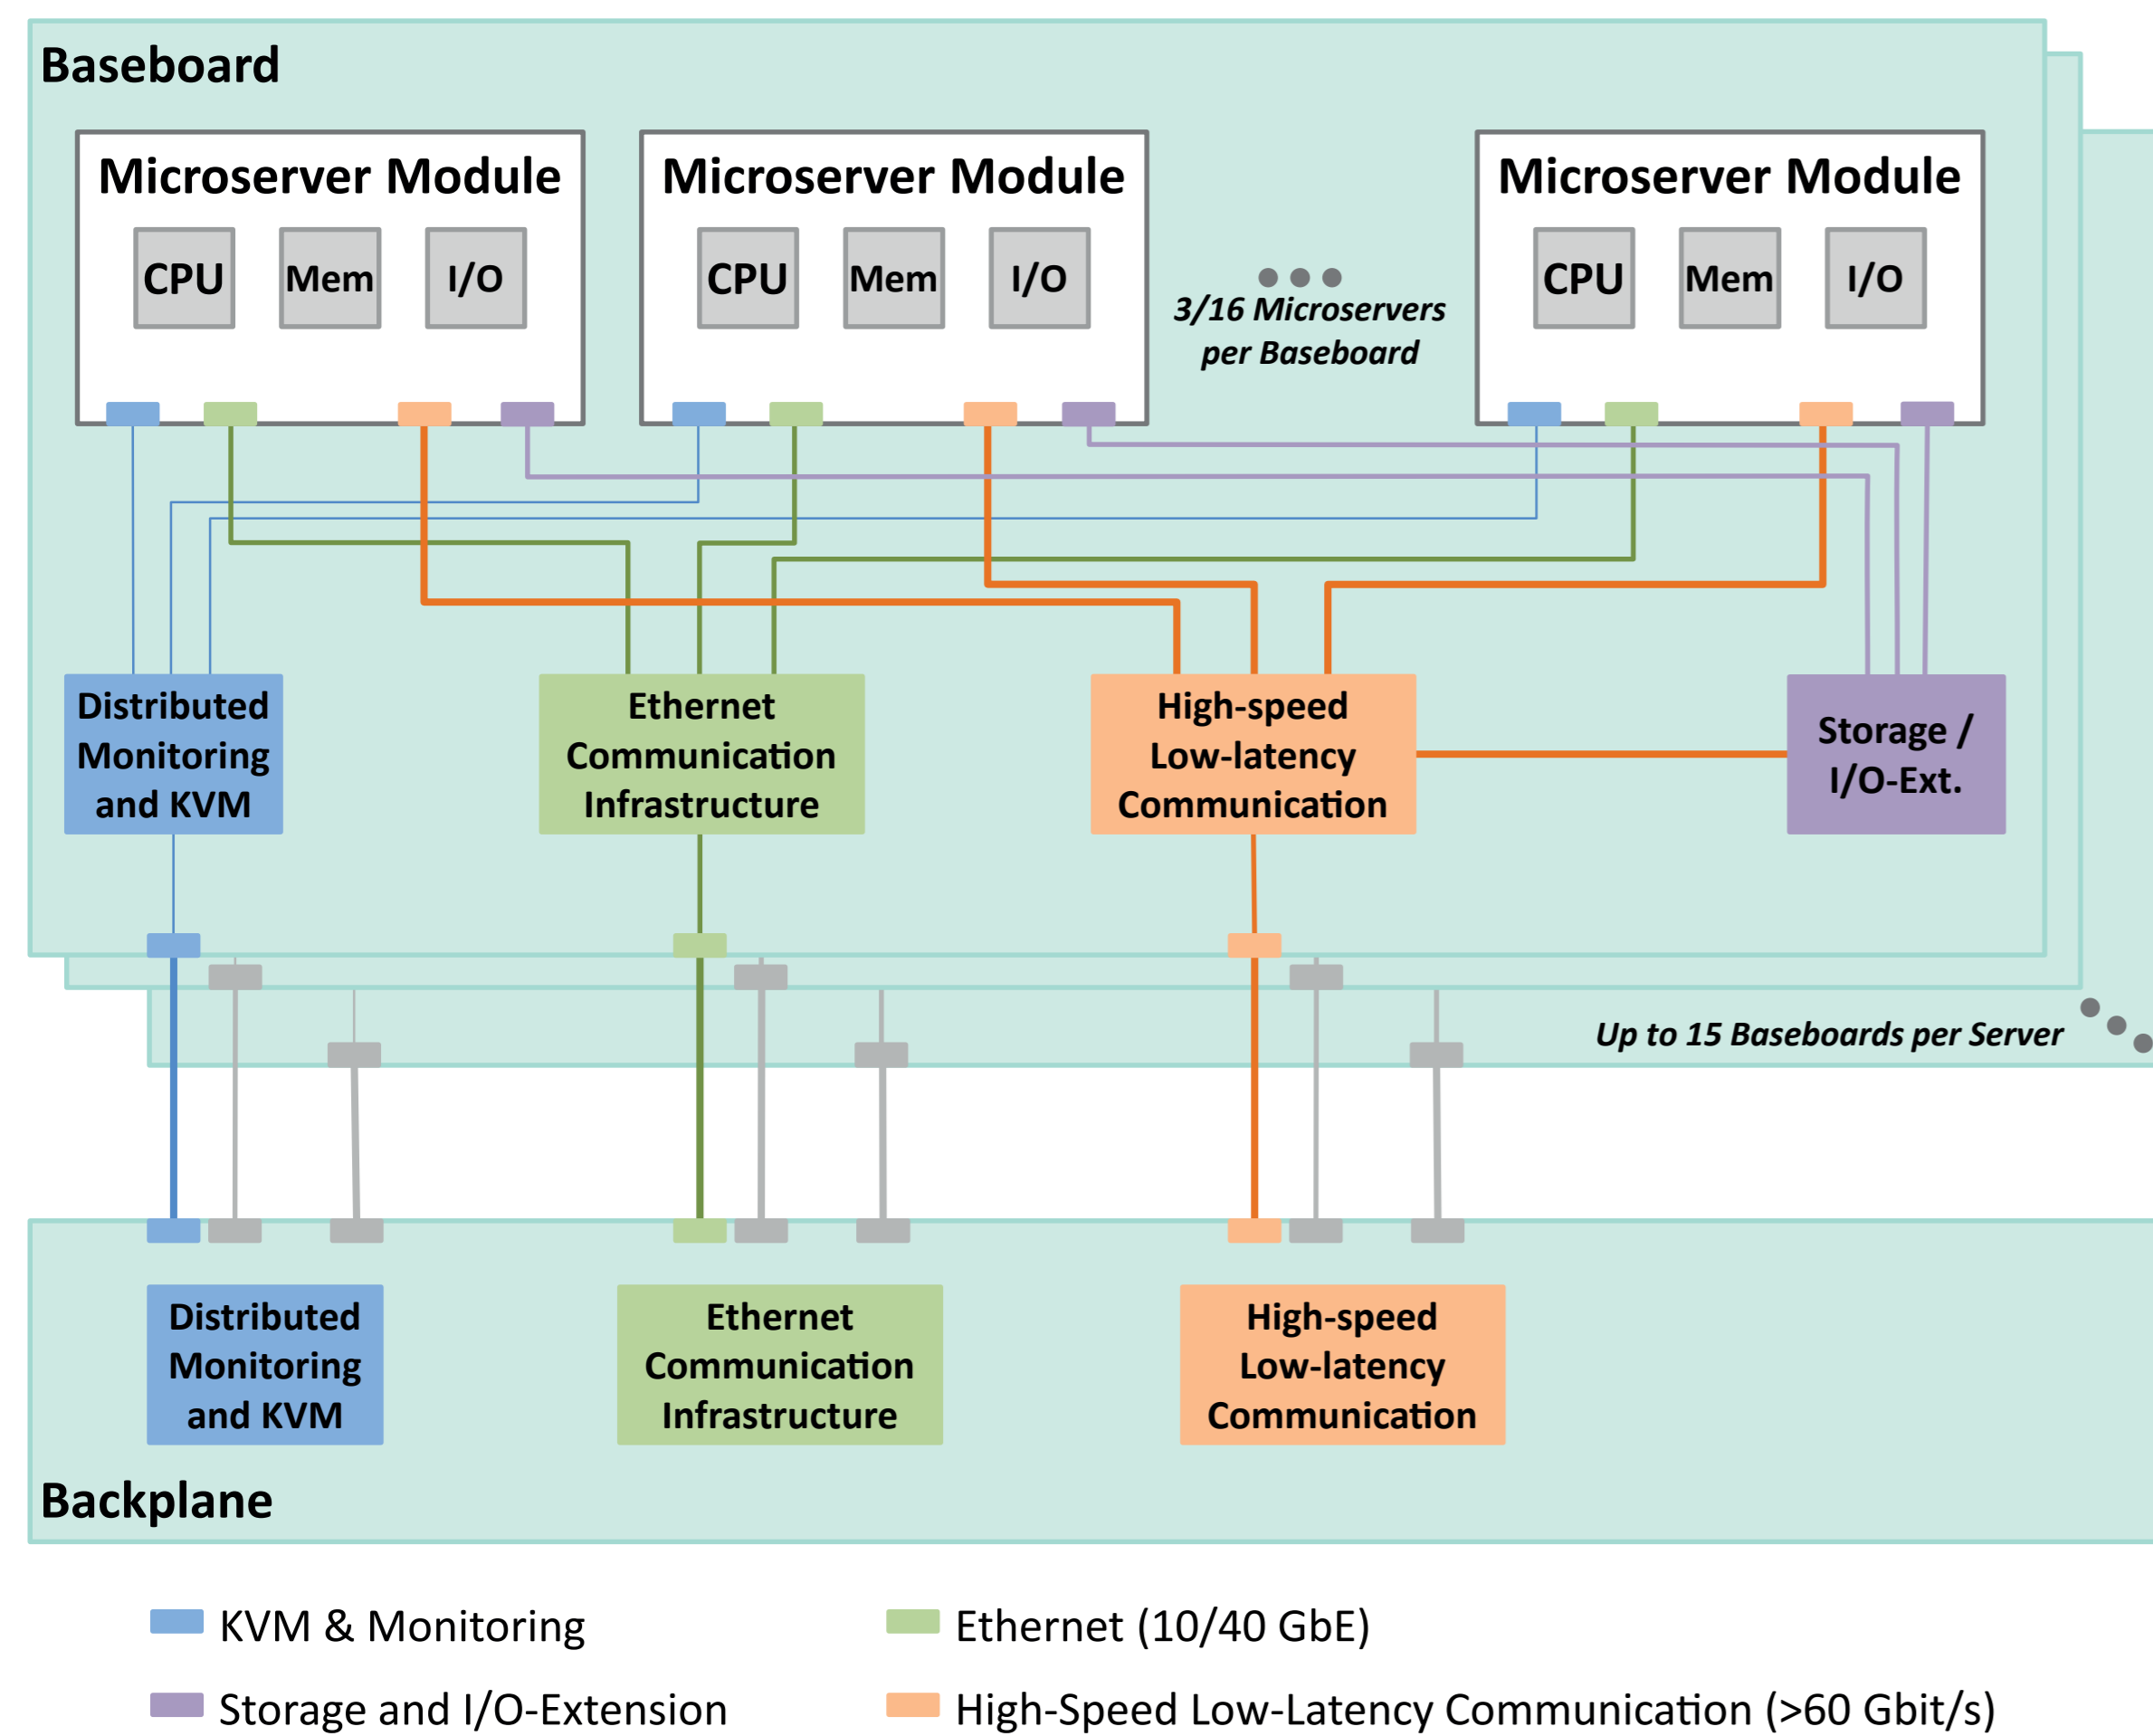 Baseboard
Microserver Module
CPU
Mem
I/O
Microserver Module
CPU
Mem
I/O
3/16 Microservers
per Baseboard
Microserver Module
CPU
Mem
I/O
Distributed
Monitoring
and KVM
Ethernet
Communication
Infrastructure
High-speed
Low-latency
Communication
Storage /
I/O-Ext.
Up to 15 Baseboards per Server
Distributed
Monitoring
and KVM
Ethernet
Communication
Infrastructure
High-speed
Low-latency
Communication
Backplane
KVM & Monitoring
Ethernet (10/40 GbE)
Storage and I/O-Extension
High-Speed Low-Latency Communication (>60 Gbit/s)